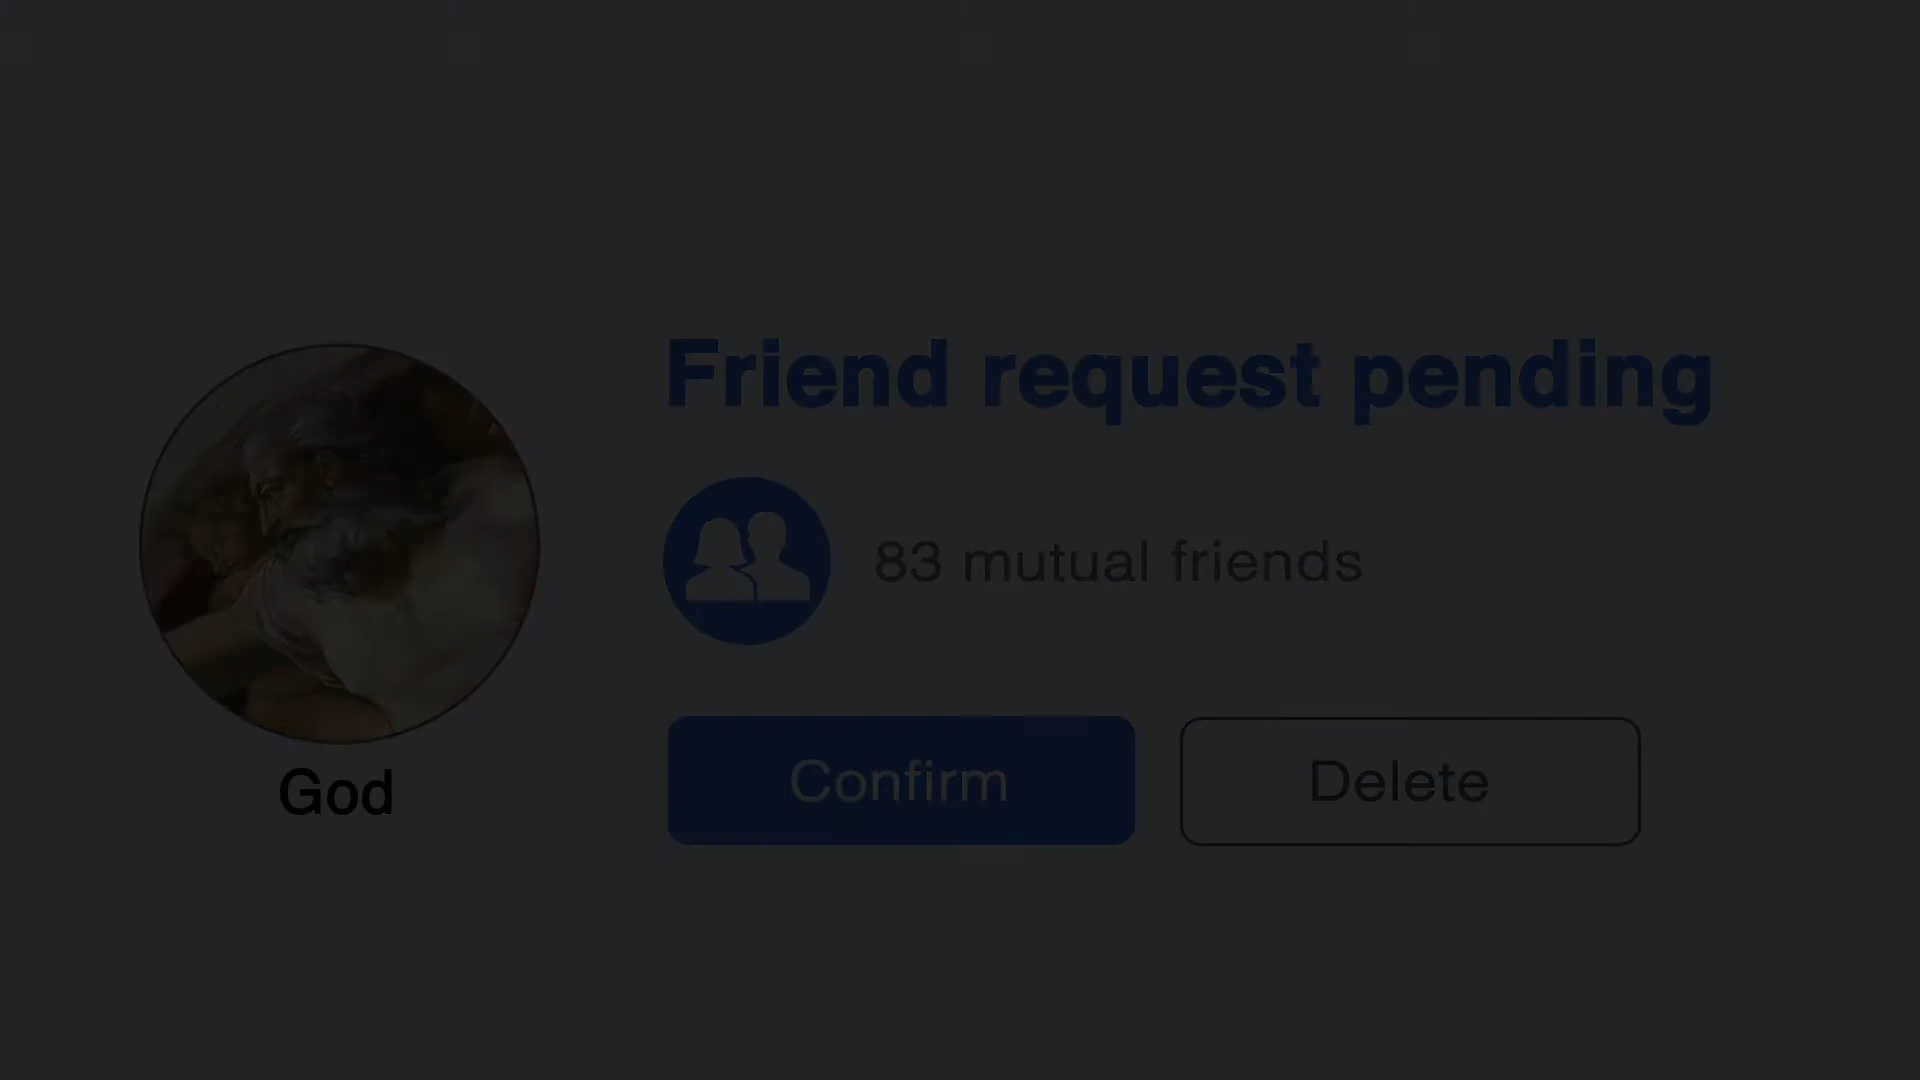 Friend request pending
83 mutual friends
Confirm
Delete
God